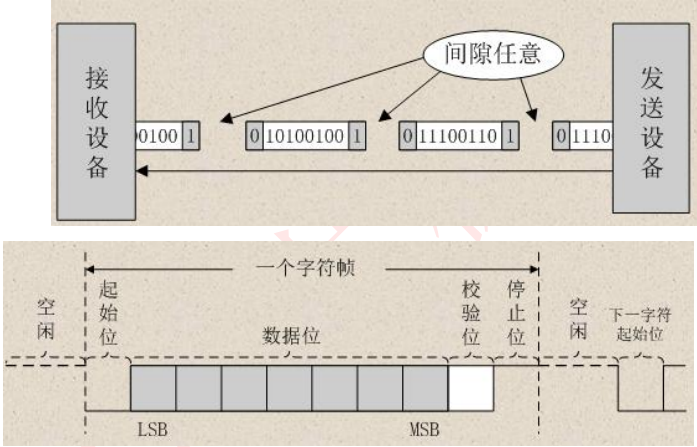 间隙任意
接收设备
发送设备
00100 1
0 10100100 1
0 11100110 1
0 1110
一个字符帧
空闲
起始位
数据位
校验位
停止位
空闲
下一字符
起始位
LSB
MSB